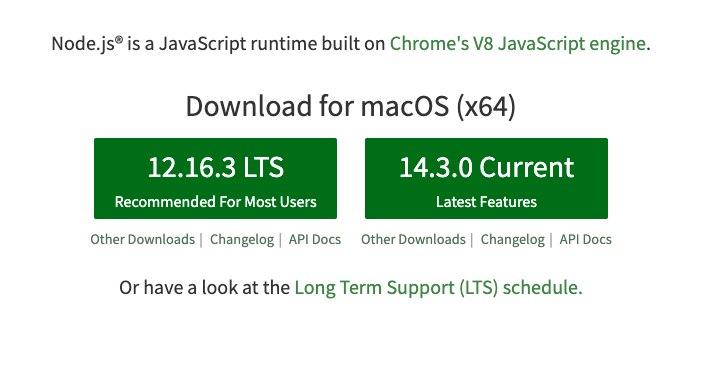 Node.js® is a JavaScript runtime built on Chrome's V8 JavaScript engine.
Download for macOS (x64)
12.16.3 LTS
Recommended For Most Users
14.3.0 Current
Latest Features
Other Downloads | Changelog | API Docs
Other Downloads | Changelog | API Docs
Or have a look at the Long Term Support (LTS) schedule.